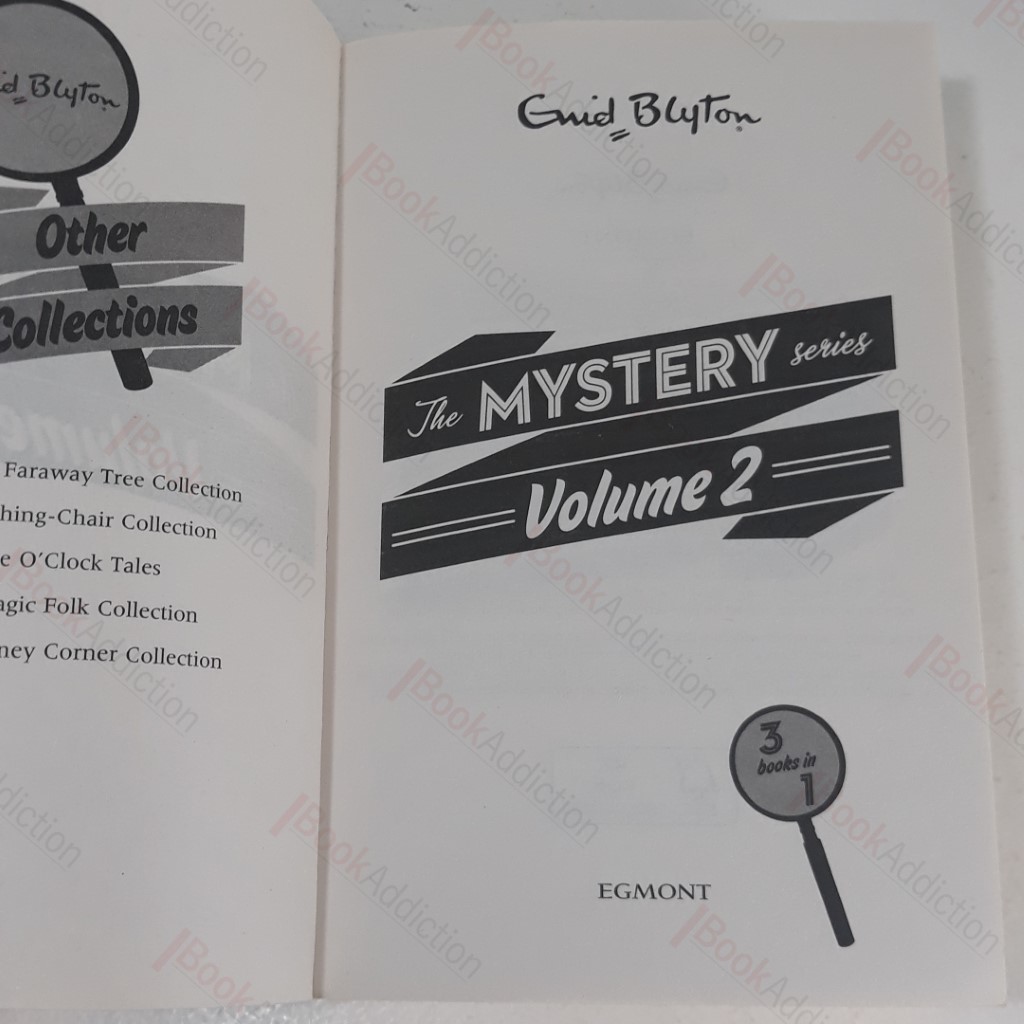 id Blyton
Other
Collections
Faraway Tree Collection
hing-Chair Collection
e O'Clock Tales
agic Folk Collection
ney Corner Collection
Enid Blyton
The MYSTERY series
Volume 2
3
books in
1
EGMONT
BookAddiction